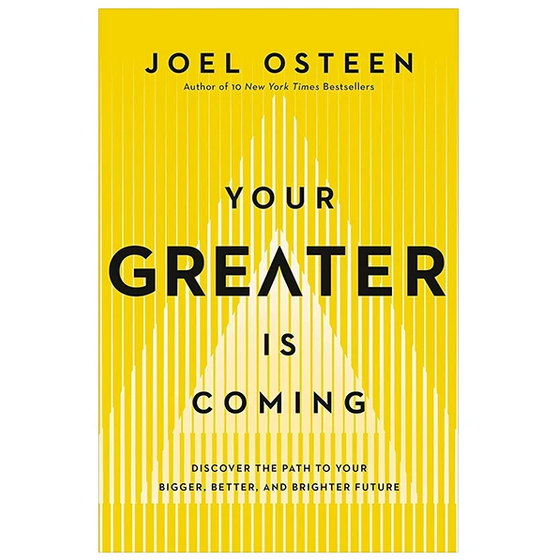 JOEL OSTEEN
Author of 10 New York Times Bestsellers
YOUR
GREATER
IS
COMING
DISCOVER THE PATH TO YOUR
BIGGER, BETTER, AND BRIGHTER FUTURE